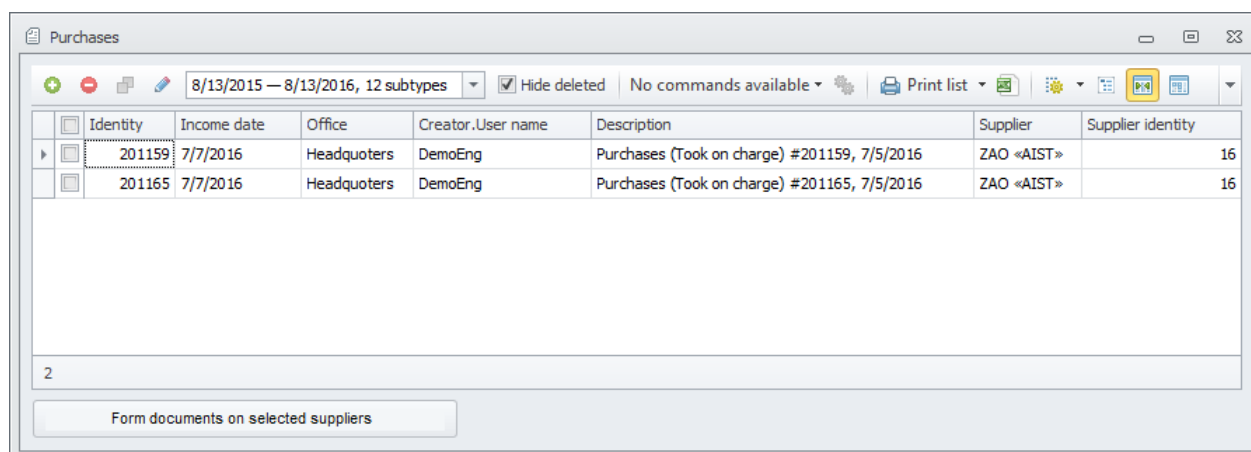 Purchases
8/13/2015 — 8/13/2016, 12 subtypes Hide deleted No commands available Print list
Identity Income date Office Creator.User name Description Supplier Supplier identity
201159 7/7/2016 Headquoters DemoEng Purchases (Took on charge) #201159, 7/5/2016 ZAO «AIST» 16
201165 7/7/2016 Headquoters DemoEng Purchases (Took on charge) #201165, 7/5/2016 ZAO «AIST» 16
2
Form documents on selected suppliers